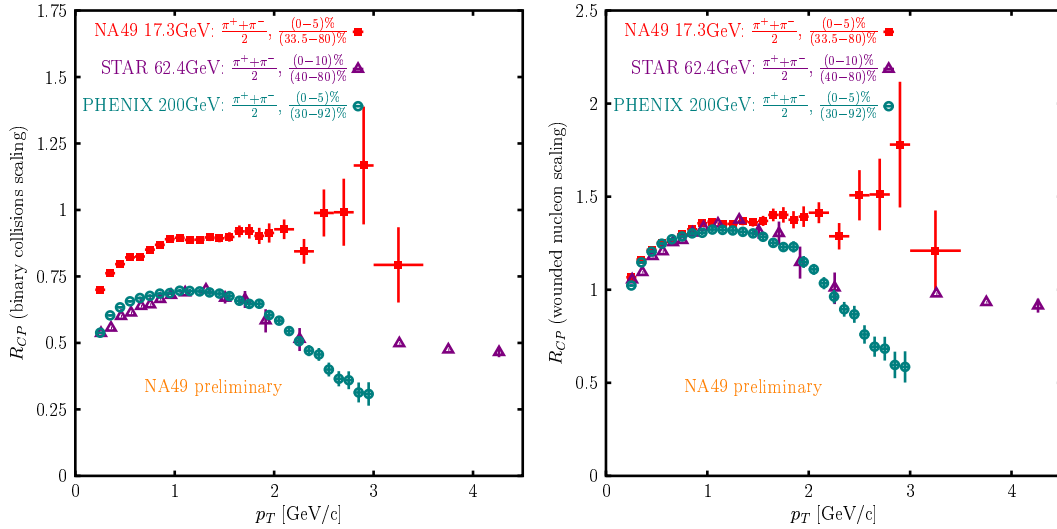 NA49 17.3GeV: π⁺+π⁻/2, (0−5)%/(33.5−80)%
STAR 62.4GeV: π⁺+π⁻/2, (0−10)%/(40−80)%
PHENIX 200GeV: π⁺+π⁻/2, (0−5)%/(30−92)%
1.75
1.5
1.25
1
0.75
0.5
0.25
0
R_CP (binary collisions scaling)
NA49 preliminary
0 1 2 3 4
p_T [GeV/c]
NA49 17.3GeV: π⁺+π⁻/2, (0−5)%/(33.5−80)%
STAR 62.4GeV: π⁺+π⁻/2, (0−10)%/(40−80)%
PHENIX 200GeV: π⁺+π⁻/2, (0−5)%/(30−92)%
2.5
2
1.5
1
0.5
0
R_CP (wounded nucleon scaling)
NA49 preliminary
0 1 2 3 4
p_T [GeV/c]